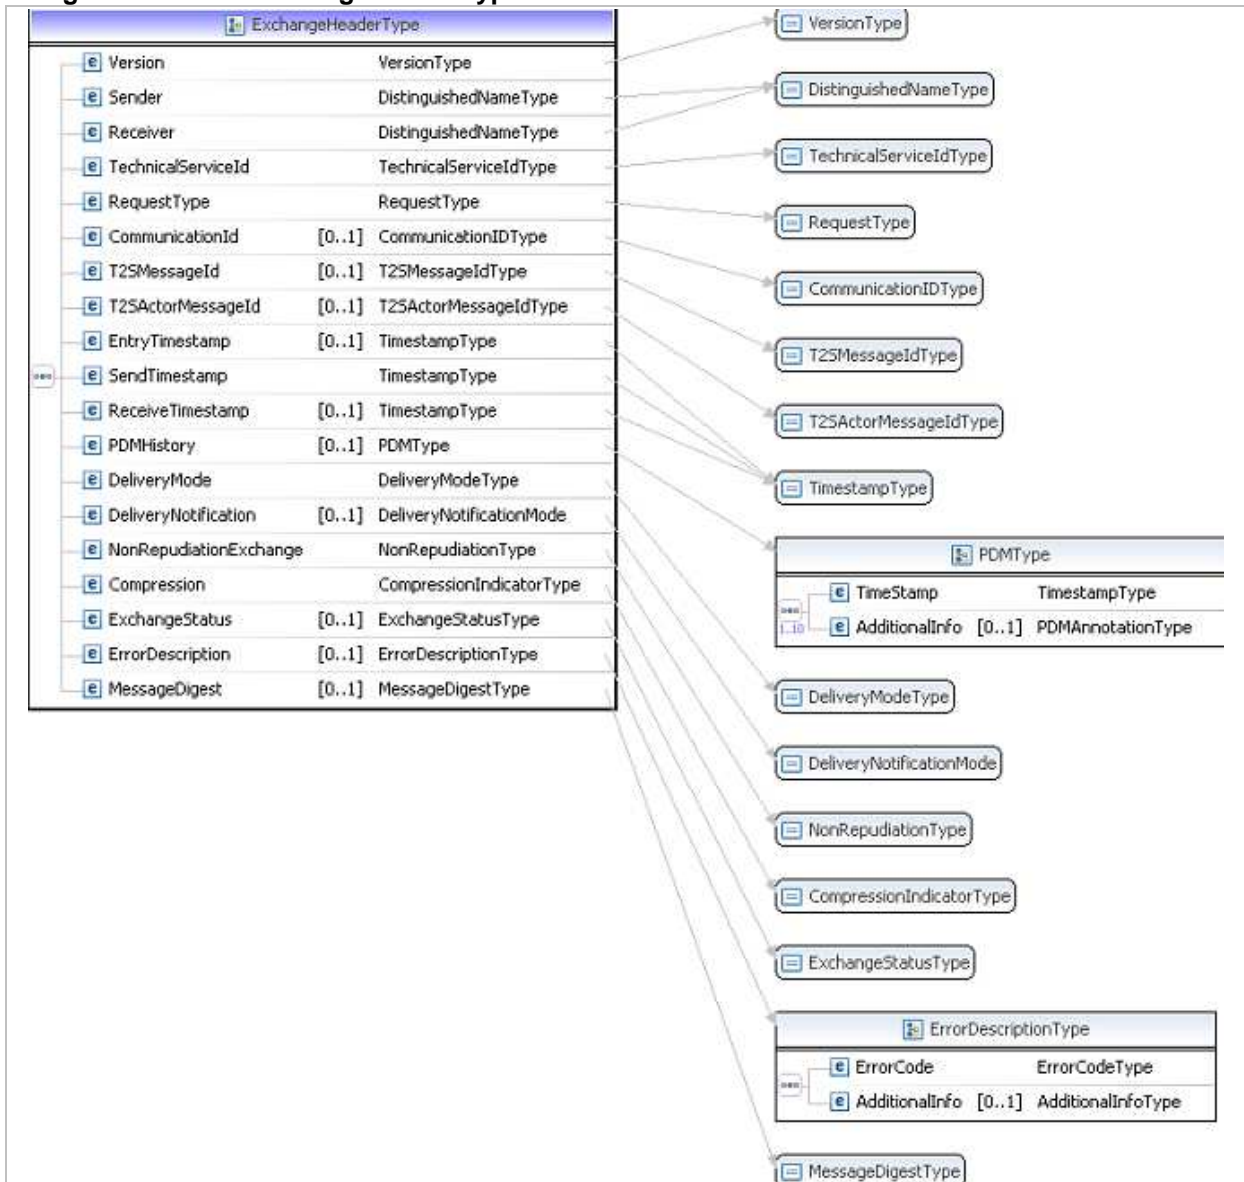 ExchangeHeaderType
Version VersionType
Sender DistinguishedNameType
Receiver DistinguishedNameType
TechnicalServiceId TechnicalServiceIdType
RequestType RequestType
CommunicationId [0..1] CommunicationIDType
T2SMessageId [0..1] T2SMessageIdType
T2SActorMessageId [0..1] T2SActorMessageIdType
EntryTimestamp [0..1] TimestampType
SendTimestamp TimestampType
ReceiveTimestamp [0..1] TimestampType
PDMHistory [0..1] PDMType
DeliveryMode DeliveryModeType
DeliveryNotification [0..1] DeliveryNotificationMode
NonRepudiationExchange NonRepudiationType
Compression CompressionIndicatorType
ExchangeStatus [0..1] ExchangeStatusType
ErrorDescription [0..1] ErrorDescriptionType
MessageDigest [0..1] MessageDigestType
VersionType
DistinguishedNameType
TechnicalServiceIdType
RequestType
CommunicationIDType
T2SMessageIdType
T2SActorMessageIdType
TimestampType
PDMType
TimeStamp TimestampType
1..10
AdditionalInfo [0..1] PDMAnnotationType
DeliveryModeType
DeliveryNotificationMode
NonRepudiationType
CompressionIndicatorType
ExchangeStatusType
ErrorDescriptionType
ErrorCode ErrorCodeType
AdditionalInfo [0..1] AdditionalInfoType
MessageDigestType